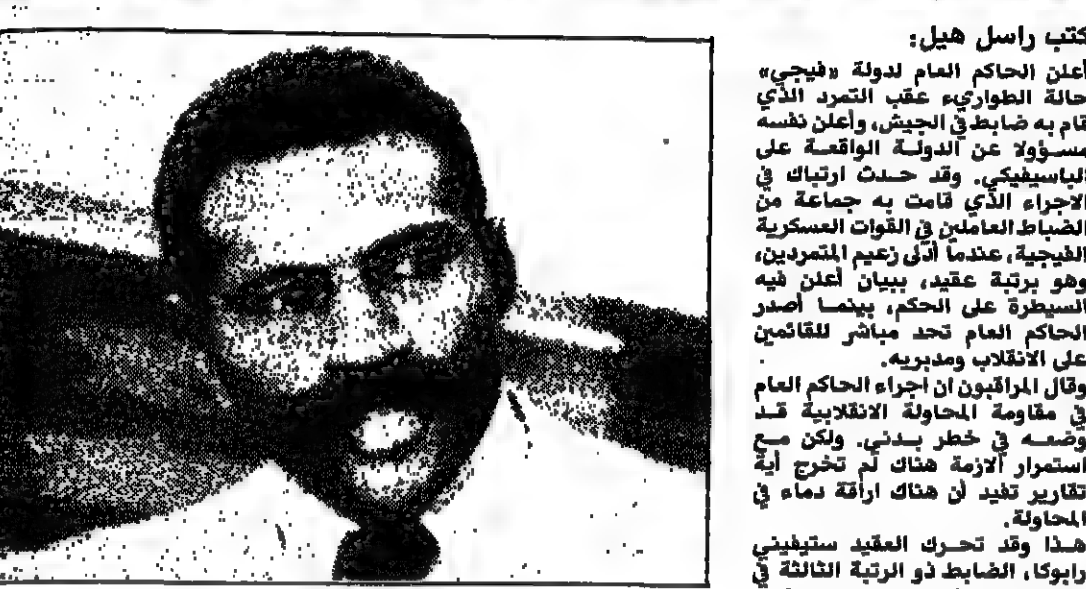 كتب راسل هيل:
أعلن الحاكم العام لدولة «فيجي»
حالة الطواريء عقب التمرد الذي
قام به ضابط في الجيش، وأعلن نفسه
مسؤولا عن الدولة الواقعة على
الباسيفيكي. وقد حدث ارتباك في
الاجراء الذي قامت به جماعة من
الضباط العاملين في القوات العسكرية
الفيجية، عندما أدلى زعيم المتمردين،
وهو برتبة عقيد، ببيان أعلن فيه
السيطرة على الحكم، بينما أصدر
الحاكم العام تحد مباشر للقائمين
على الانقلاب ومدبريه.
وقال المراقبون ان اجراء الحاكم العام
في مقاومة المحاولة الانقلابية قد
وضعه في خطر بدني. ولكن مع
استمرار ألازمة هناك لم تخرج أية
تقارير تفيد أن هناك اراقة دماء في
المحاولة.
هذا وقد تحرك العقيد ستيفيني
رابوكا، الضابط ذو الرتبة الثالثة في